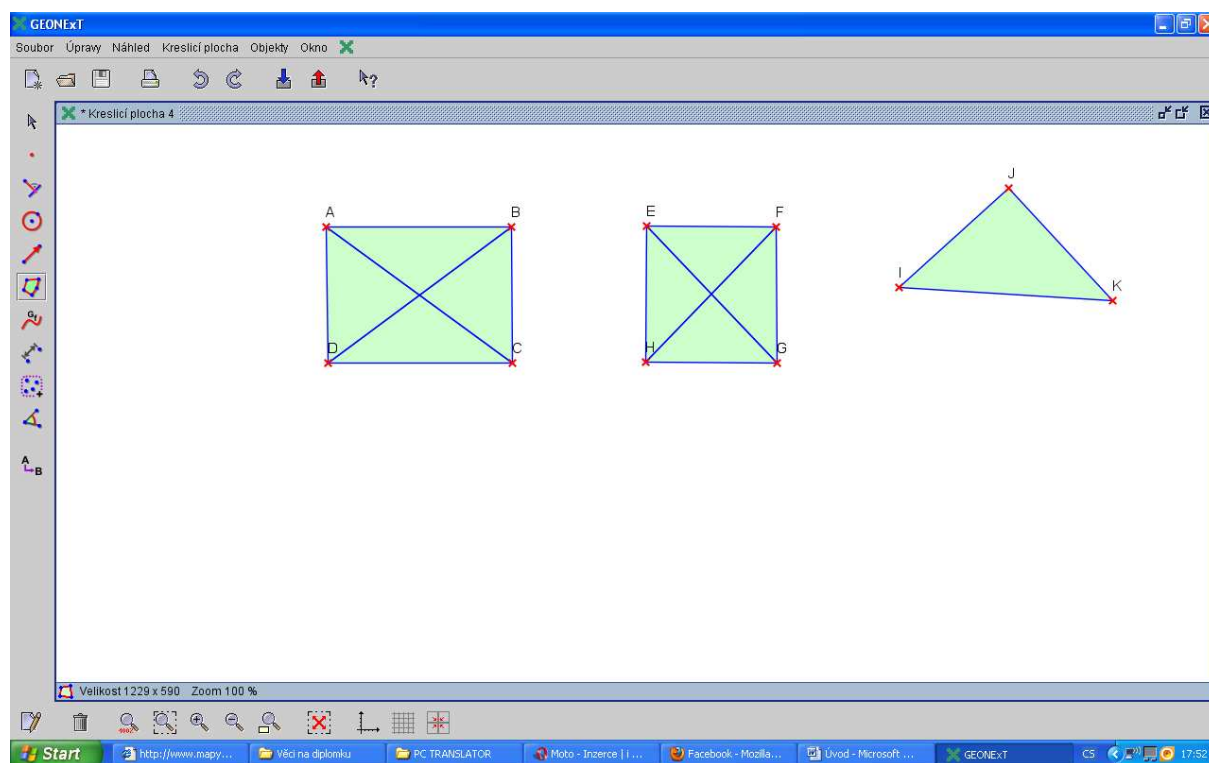 GEONExT
Soubor Úpravy Náhled Kreslicí plocha Objekty Okno
* Kreslicí plocha 4
J
A B E F
I K
D C H G
Velikost 1229 x 590 Zoom 100 %
Start http://www.mapy... Věci na diplomku PC TRANSLATOR Moto - Inzerce | i ... Facebook - Mozilla... Úvod - Microsoft ... GEONExT CS 17:52